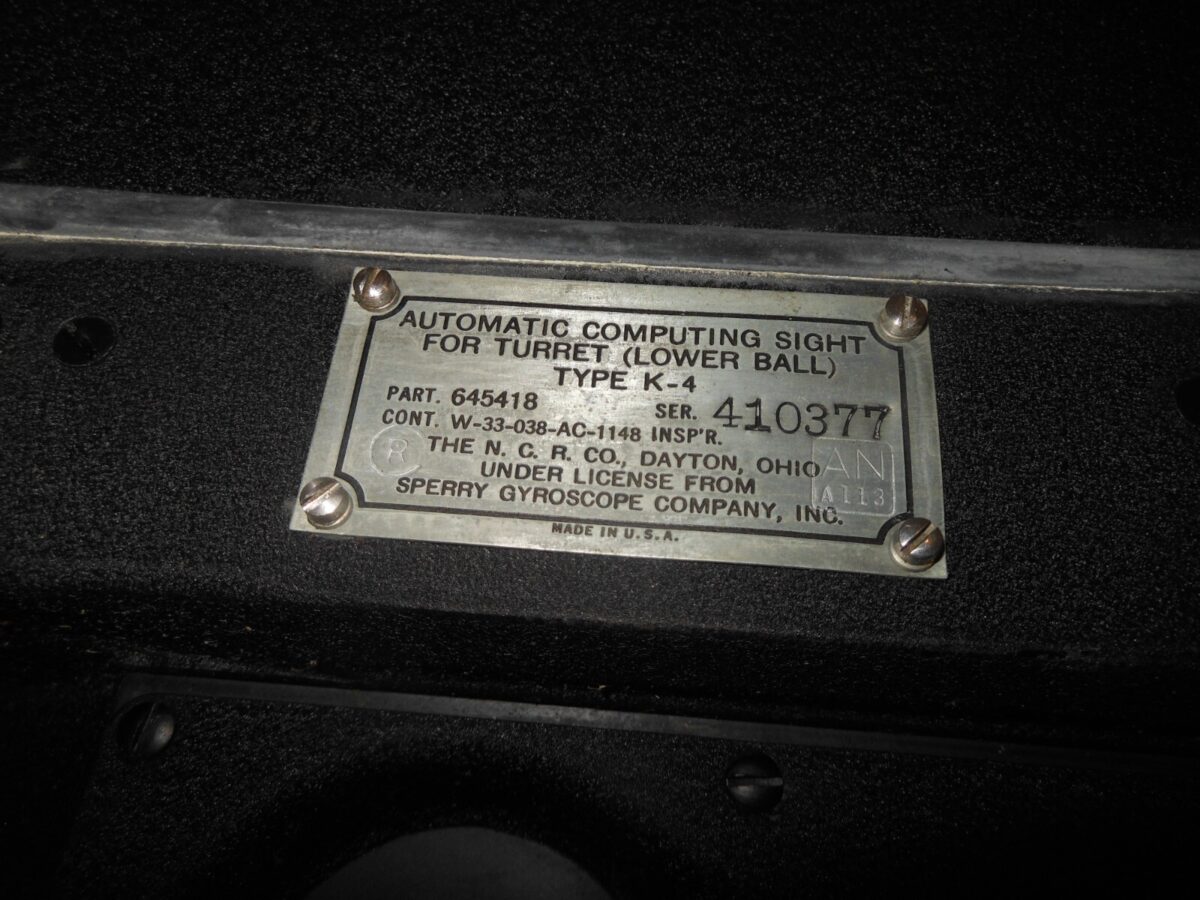 AUTOMATIC COMPUTING SIGHT
FOR TURRET (LOWER BALL)
TYPE K-4
PART. 645418 SER. 410377
CONT. W-33-038-AC-1148 INSP'R.
R THE N. C. R. CO., DAYTON, OHIO AN
UNDER LICENSE FROM A113
SPERRY GYROSCOPE COMPANY, INC.
MADE IN U.S.A.